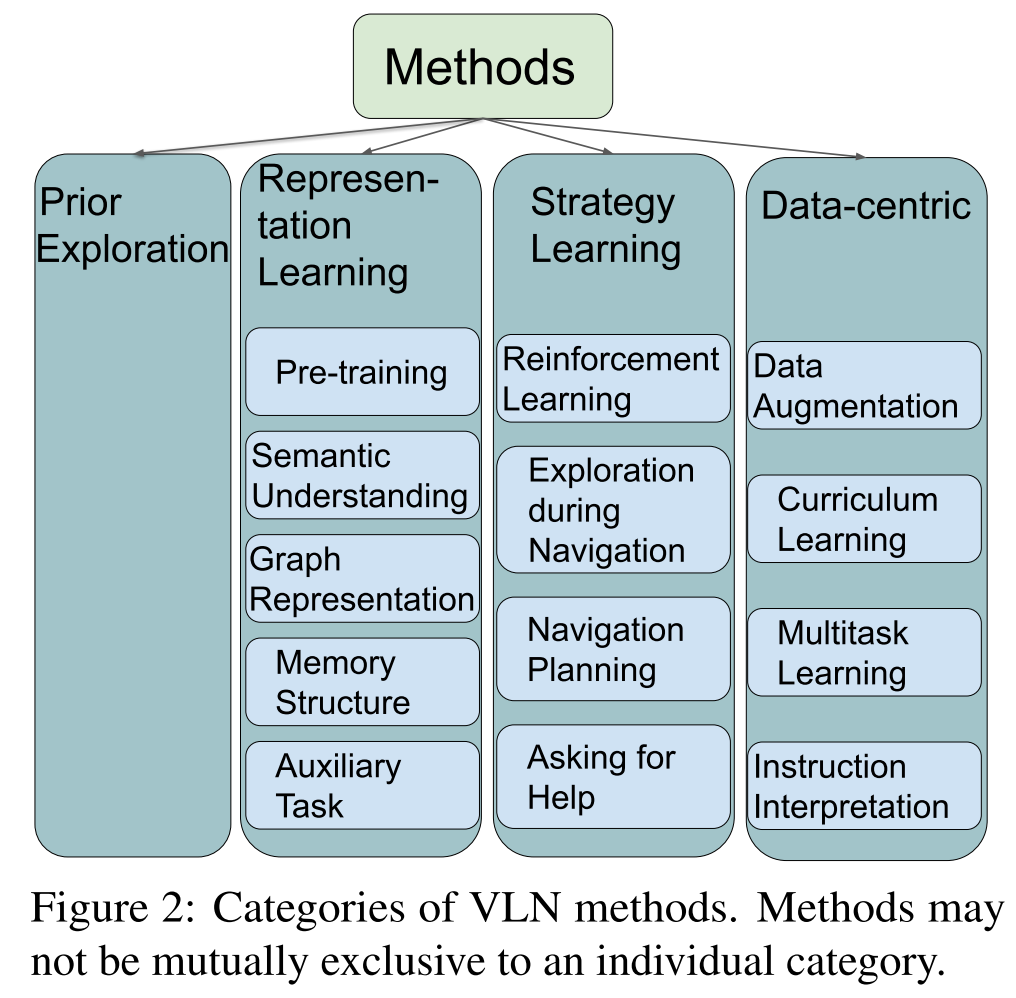 Methods
Prior
Exploration
Represen-
tation
Learning
Pre-training
Semantic
Understanding
Graph
Representation
Memory
Structure
Auxiliary
Task
Strategy
Learning
Reinforcement
Learning
Exploration
during
Navigation
Navigation
Planning
Asking for
Help
Data-centric
Data
Augmentation
Curriculum
Learning
Multitask
Learning
Instruction
Interpretation
Figure 2: Categories of VLN methods. Methods may
not be mutually exclusive to an individual category.